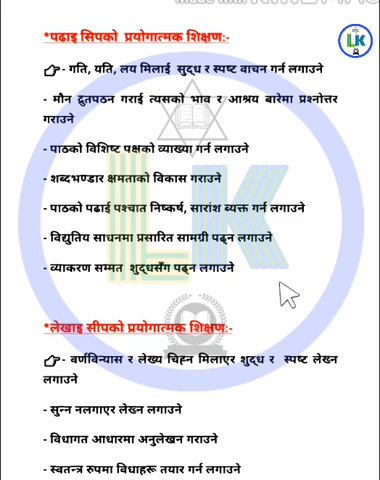 *पढाइ सिपको प्रयोगात्मक शिक्षण:-
- गति, यति, लय मिलाई सुद्ध र स्पष्ट वाचन गर्न लगाउने
- मौन द्रुतपठन गराई त्यसको भाव र आश्रय बारेमा प्रश्नोत्तर
गराउने
- पाठको विशिष्ट पक्षको व्याख्या गर्न लगाउने
- शब्दभण्डार क्षमताको विकास गराउने
- पाठको पढाई पश्चात निष्कर्ष, सारांश ब्यक्त गर्न लगाउने
- विद्युतिय साधनमा प्रसारित सामग्री पढ्न लगाउने
- व्याकरण सम्मत शुद्धसँग पढ्न लगाउने
*लेखाइ सीपको प्रयोगात्मक शिक्षण:-
- वर्णविन्यास र लेख्य चिह्न मिलाएर शुद्ध र स्पष्ट लेख्न
लगाउने
- सुन्न नलगाएर लेख्न लगाउने
- विधागत आधारमा अनुलेखन गराउने
- स्वतन्त्र रुपमा विधाहरू तयार गर्न लगाउने
LK
LK